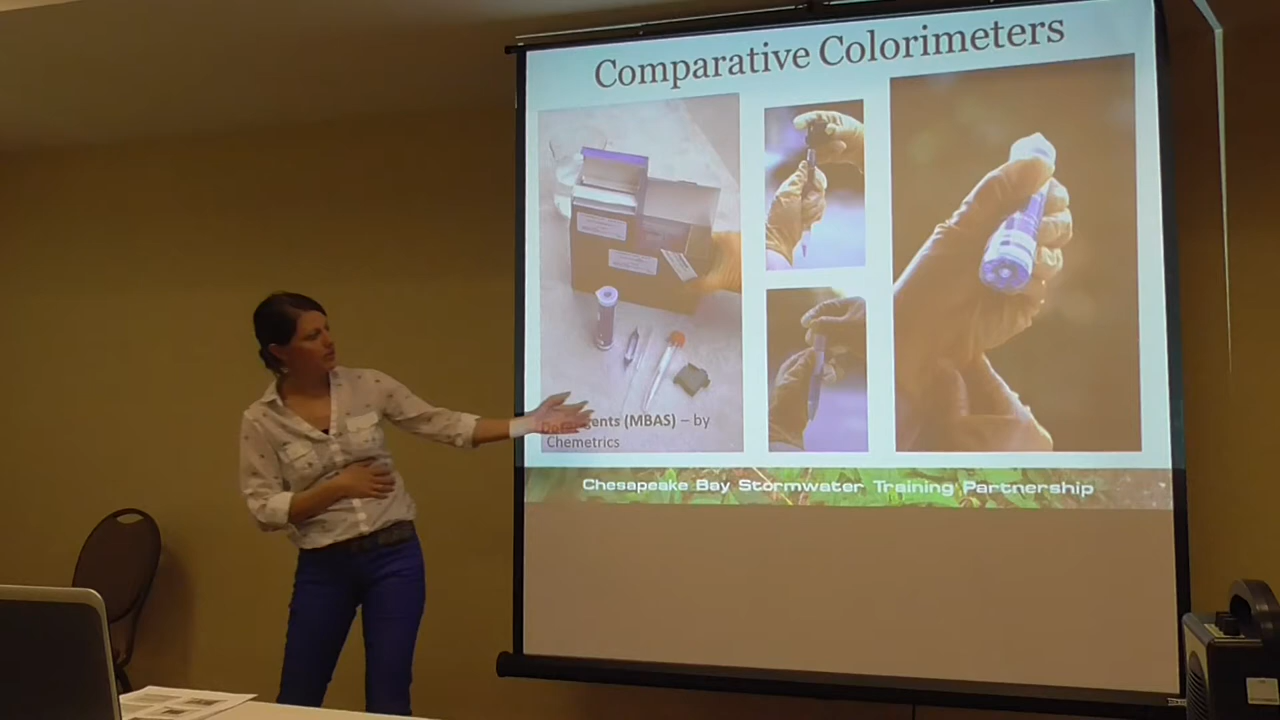 Comparative Colorimeters
Detergents (MBAS) – by
Chemetrics
Chesapeake Bay Stormwater Training Partnership